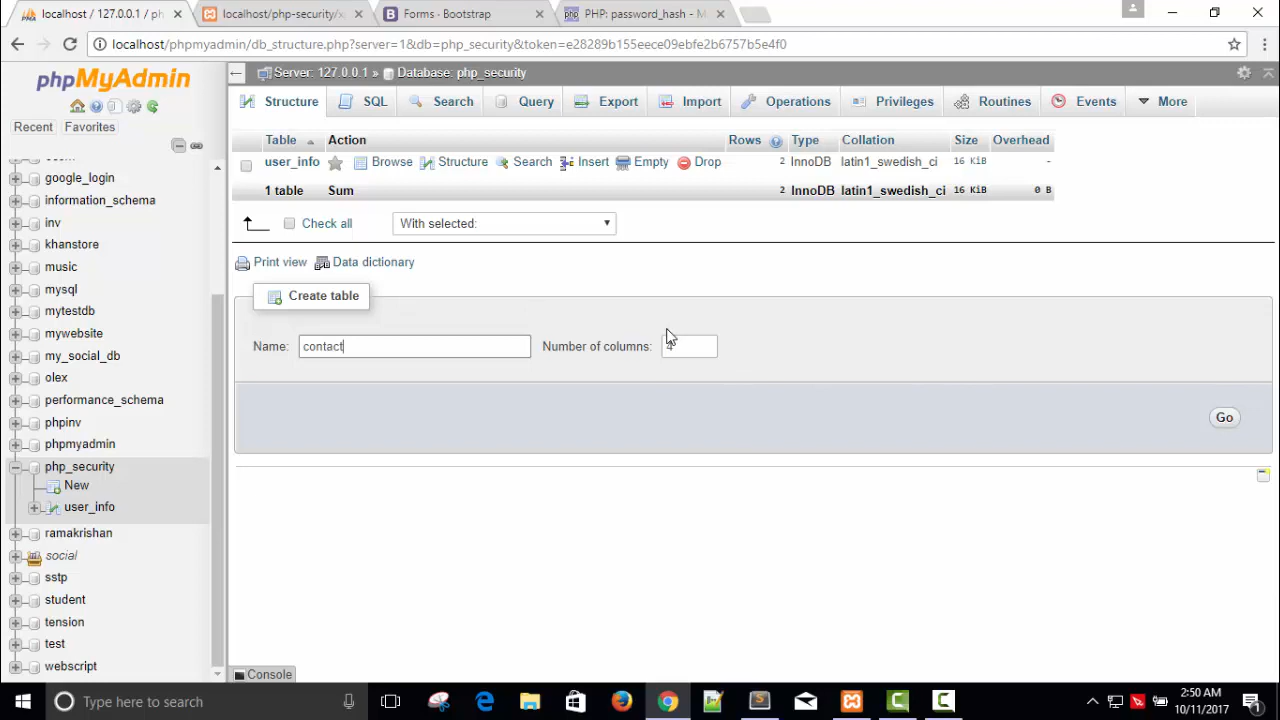 localhost / 127.0.0.1 / ph
localhost/php-security/x
Forms · Bootstrap
PHP: password_hash - M
localhost/phpmyadmin/db_structure.php?server=1&db=php_security&token=e28289b155eece09ebfe2b6757b5e4f0
phpMyAdmin
Recent
Favorites
google_login
information_schema
inv
khanstore
music
mysql
mytestdb
mywebsite
my_social_db
olex
performance_schema
phpinv
phpmyadmin
php_security
New
user_info
ramakrishan
social
sstp
student
tension
test
webscript
Server: 127.0.0.1 » Database: php_security
Structure SQL Search Query Export Import Operations Privileges Routines Events More
Table Action Rows Type Collation Size Overhead
user_info Browse Structure Search Insert Empty Drop 2 InnoDB latin1_swedish_ci 16 KiB -
1 table Sum 2 InnoDB latin1_swedish_ci 16 KiB 0 B
Check all With selected:
Print view Data dictionary
Create table
Name: contact Number of columns: 4
Go
Console
Type here to search
2:50 AM
10/11/2017